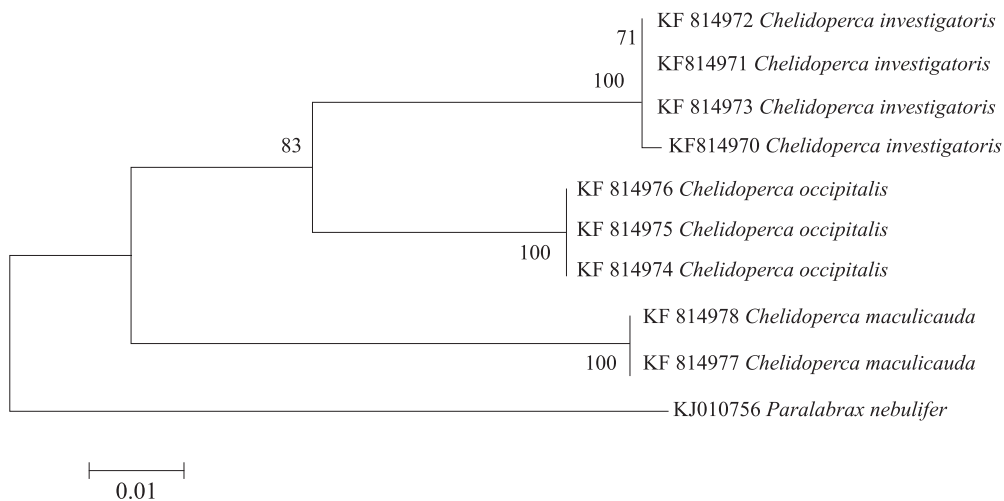 KF 814972 Chelidoperca investigatoris
71
KF814971 Chelidoperca investigatoris
100
KF 814973 Chelidoperca investigatoris
83
KF814970 Chelidoperca investigatoris
KF 814976 Chelidoperca occipitalis
KF 814975 Chelidoperca occipitalis
100
KF 814974 Chelidoperca occipitalis
KF 814978 Chelidoperca maculicauda
100
KF 814977 Chelidoperca maculicauda
KJ010756 Paralabrax nebulifer
0.01